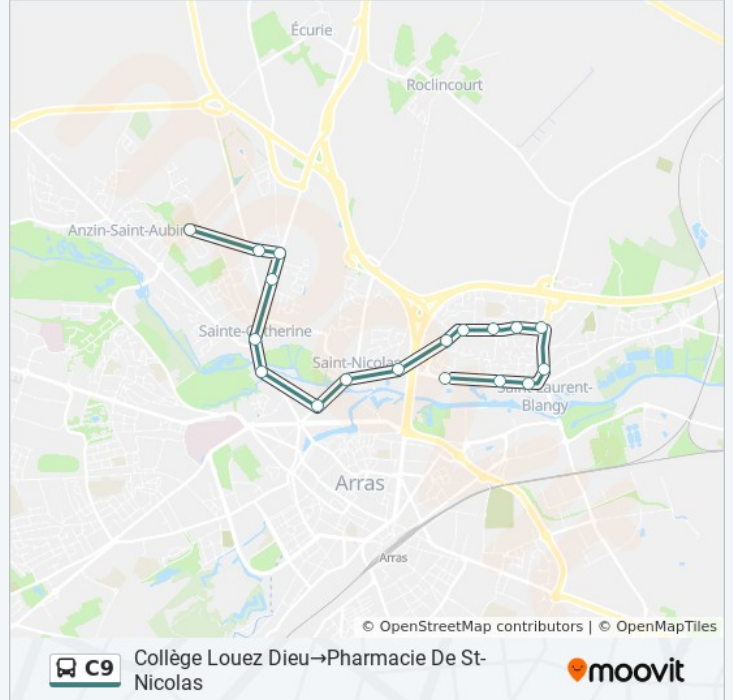 Écurie
Roclincourt
Anzin-Saint-Aubin
Sainte-Catherine
Saint-Nicolas
Saint-Laurent-
Blangy
Arras
Arras
© OpenStreetMap contributors | © OpenMapTiles
C9
Collège Louez Dieu→Pharmacie De St-
Nicolas
moovit